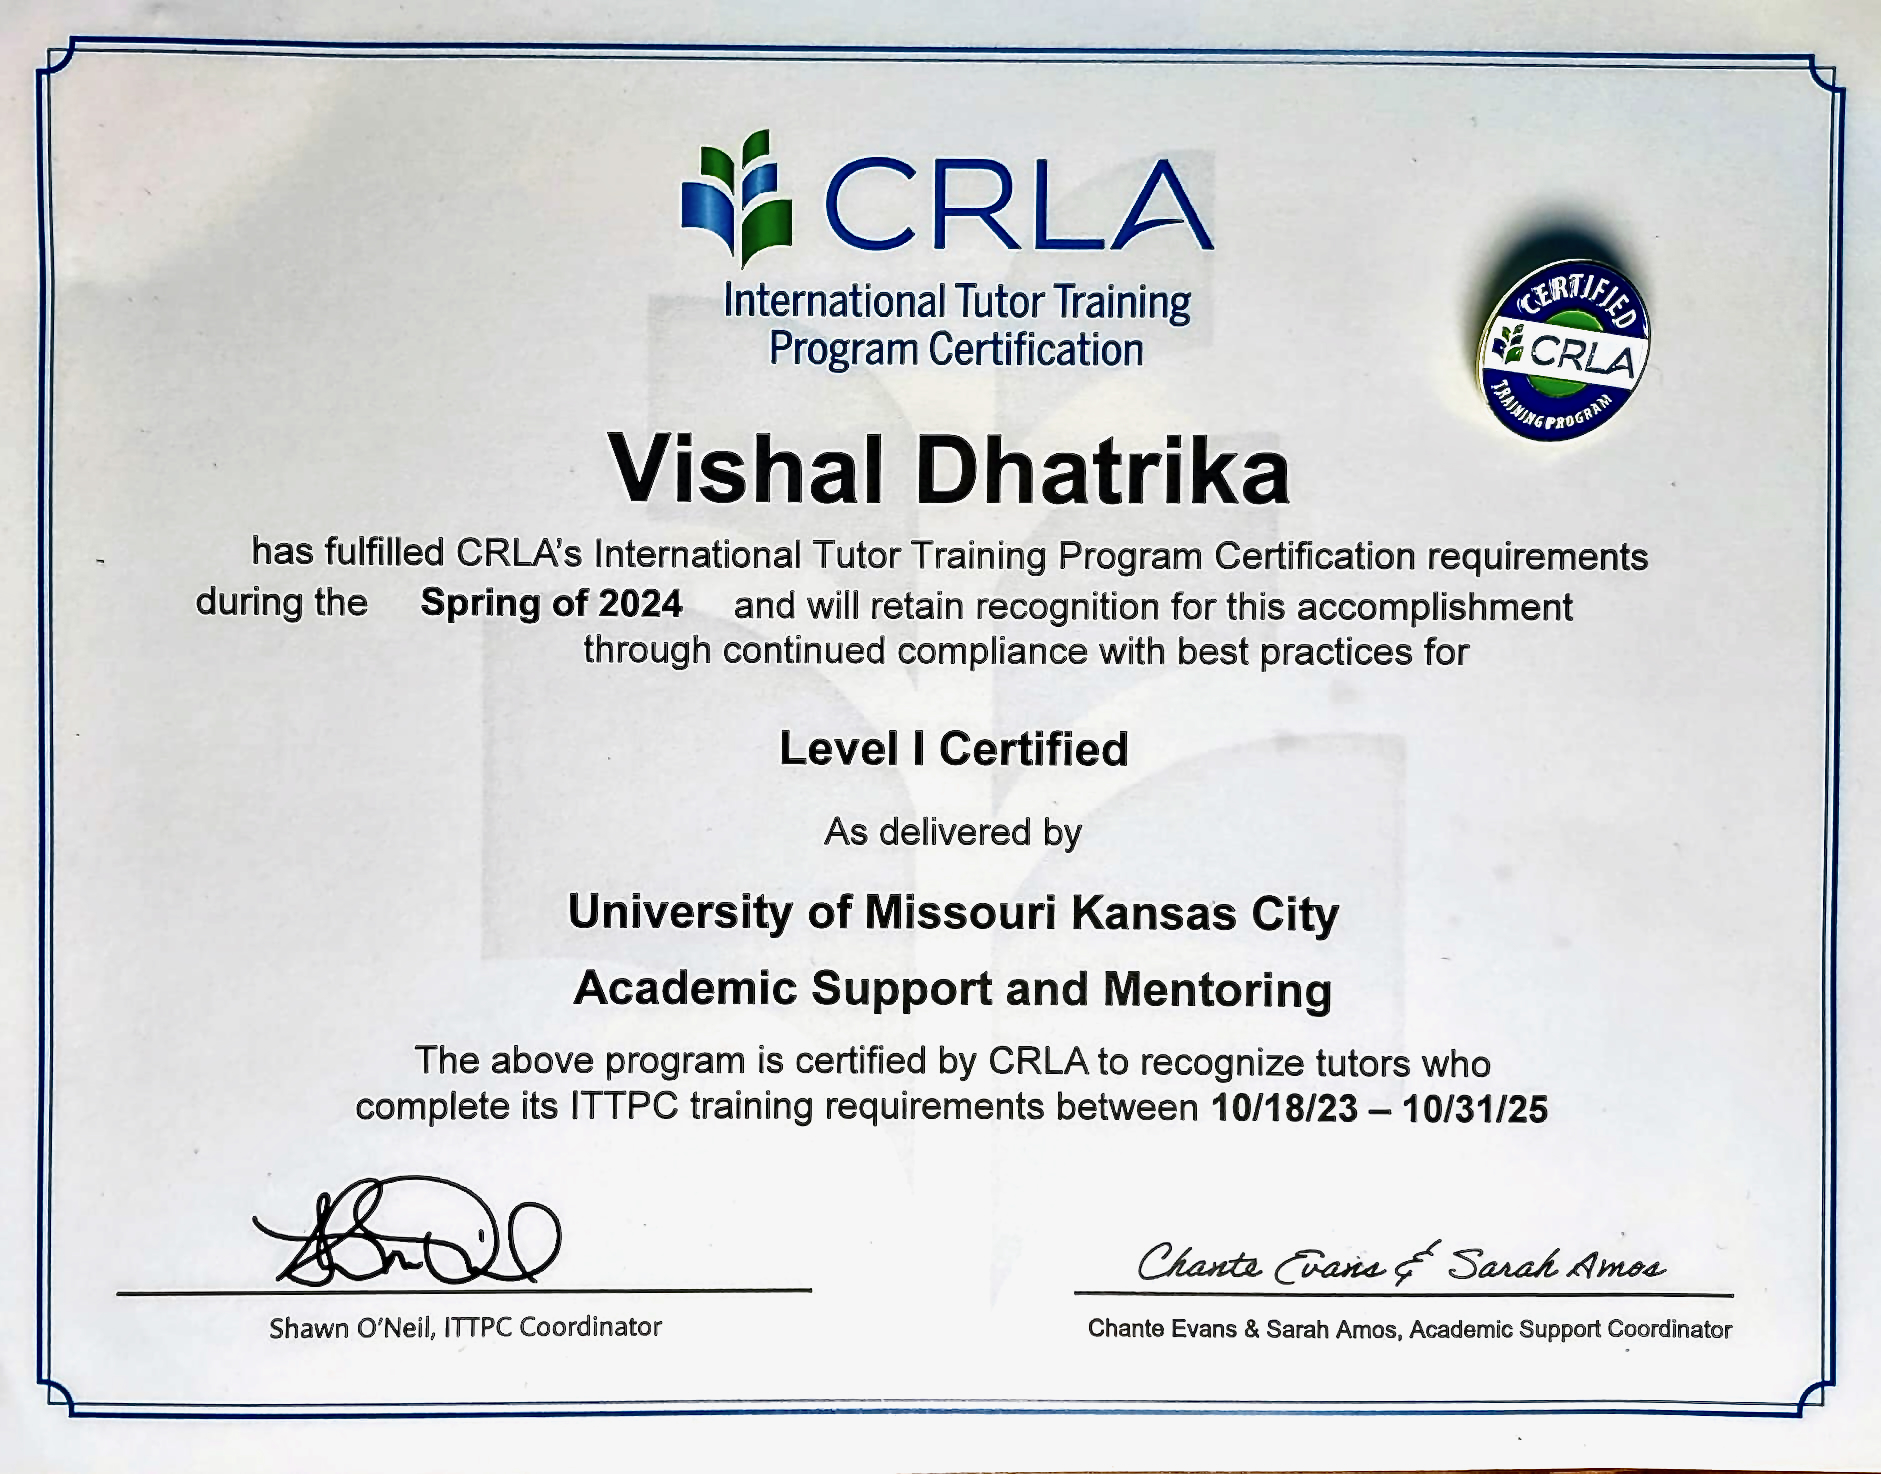 CRLA
International Tutor Training
Program Certification
CERTIFIED
CRLA
TRAINING PROGRAM
Vishal Dhatrika
has fulfilled CRLA's International Tutor Training Program Certification requirements
during the Spring of 2024 and will retain recognition for this accomplishment
through continued compliance with best practices for
Level I Certified
As delivered by
University of Missouri Kansas City
Academic Support and Mentoring
The above program is certified by CRLA to recognize tutors who
complete its ITTPC training requirements between 10/18/23 – 10/31/25
Chante Evans & Sarah Amos
Shawn O'Neil, ITTPC Coordinator
Chante Evans & Sarah Amos, Academic Support Coordinator